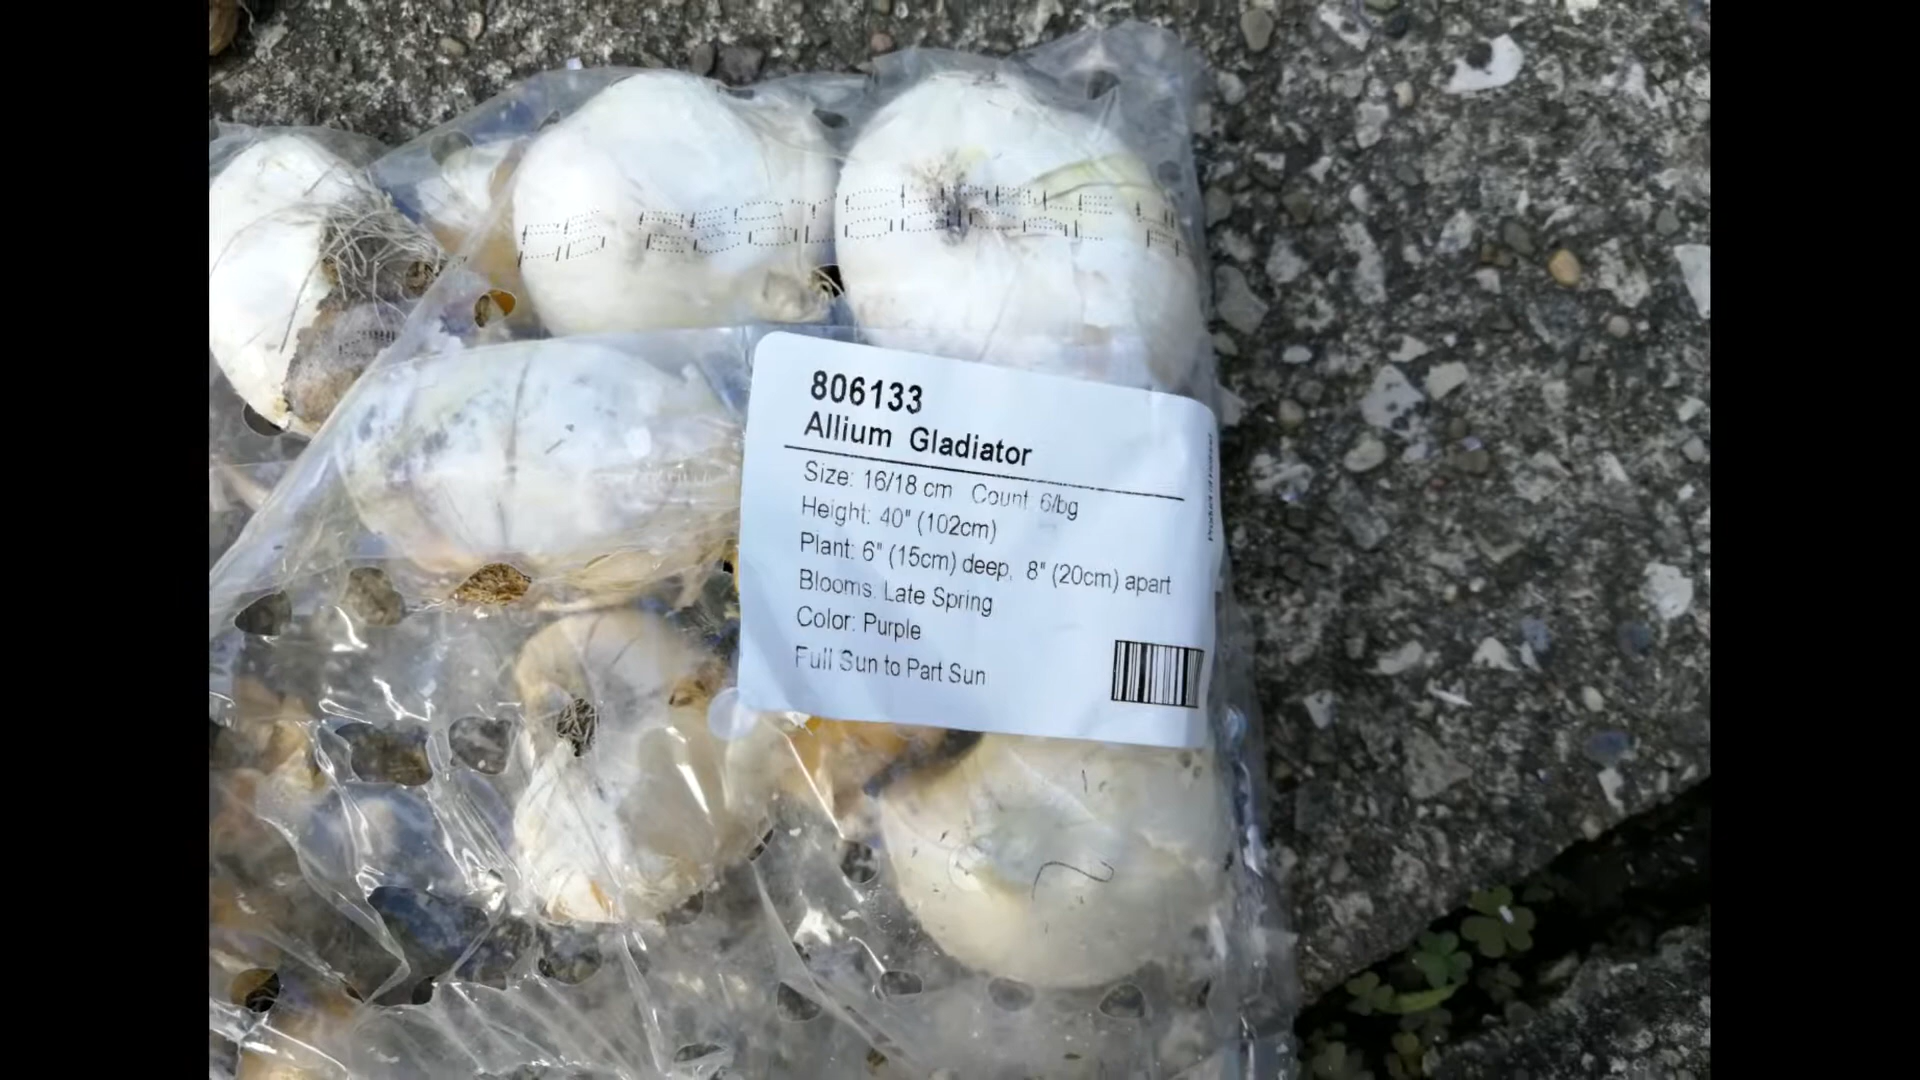 806133
Allium Gladiator
Size: 16/18 cm Count 6/bg
Height: 40" (102cm)
Plant: 6" (15cm) deep, 8" (20cm) apart
Blooms: Late Spring
Color: Purple
Full Sun to Part Sun